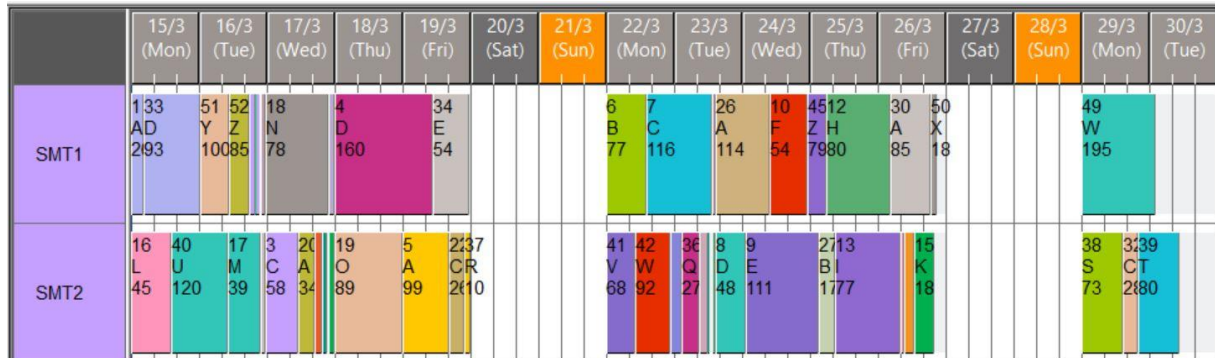 15/3 16/3 17/3 18/3 19/3 20/3 21/3 22/3 23/3 24/3 25/3 26/3 27/3 28/3 29/3 30/3
(Mon) (Tue) (Wed) (Thu) (Fri) (Sat) (Sun) (Mon) (Tue) (Wed) (Thu) (Fri) (Sat) (Sun) (Mon) (Tue)
1 33 51 52 18 4 34 6 7 26 10 45 12 30 50 49
A D Y Z N D E B C A F Z H A X W
SMT1
2 93 100 85 78 160 54 77 116 114 54 79 80 85 18 195
16 40 17 3 20 19 5 22 37 41 42 36 8 9 27 13 15 38 32 39
L U M C A O A C R V W Q D E B I K S C T
SMT2
45 120 39 58 34 89 99 26 10 68 92 27 48 111 17 77 18 73 28 80